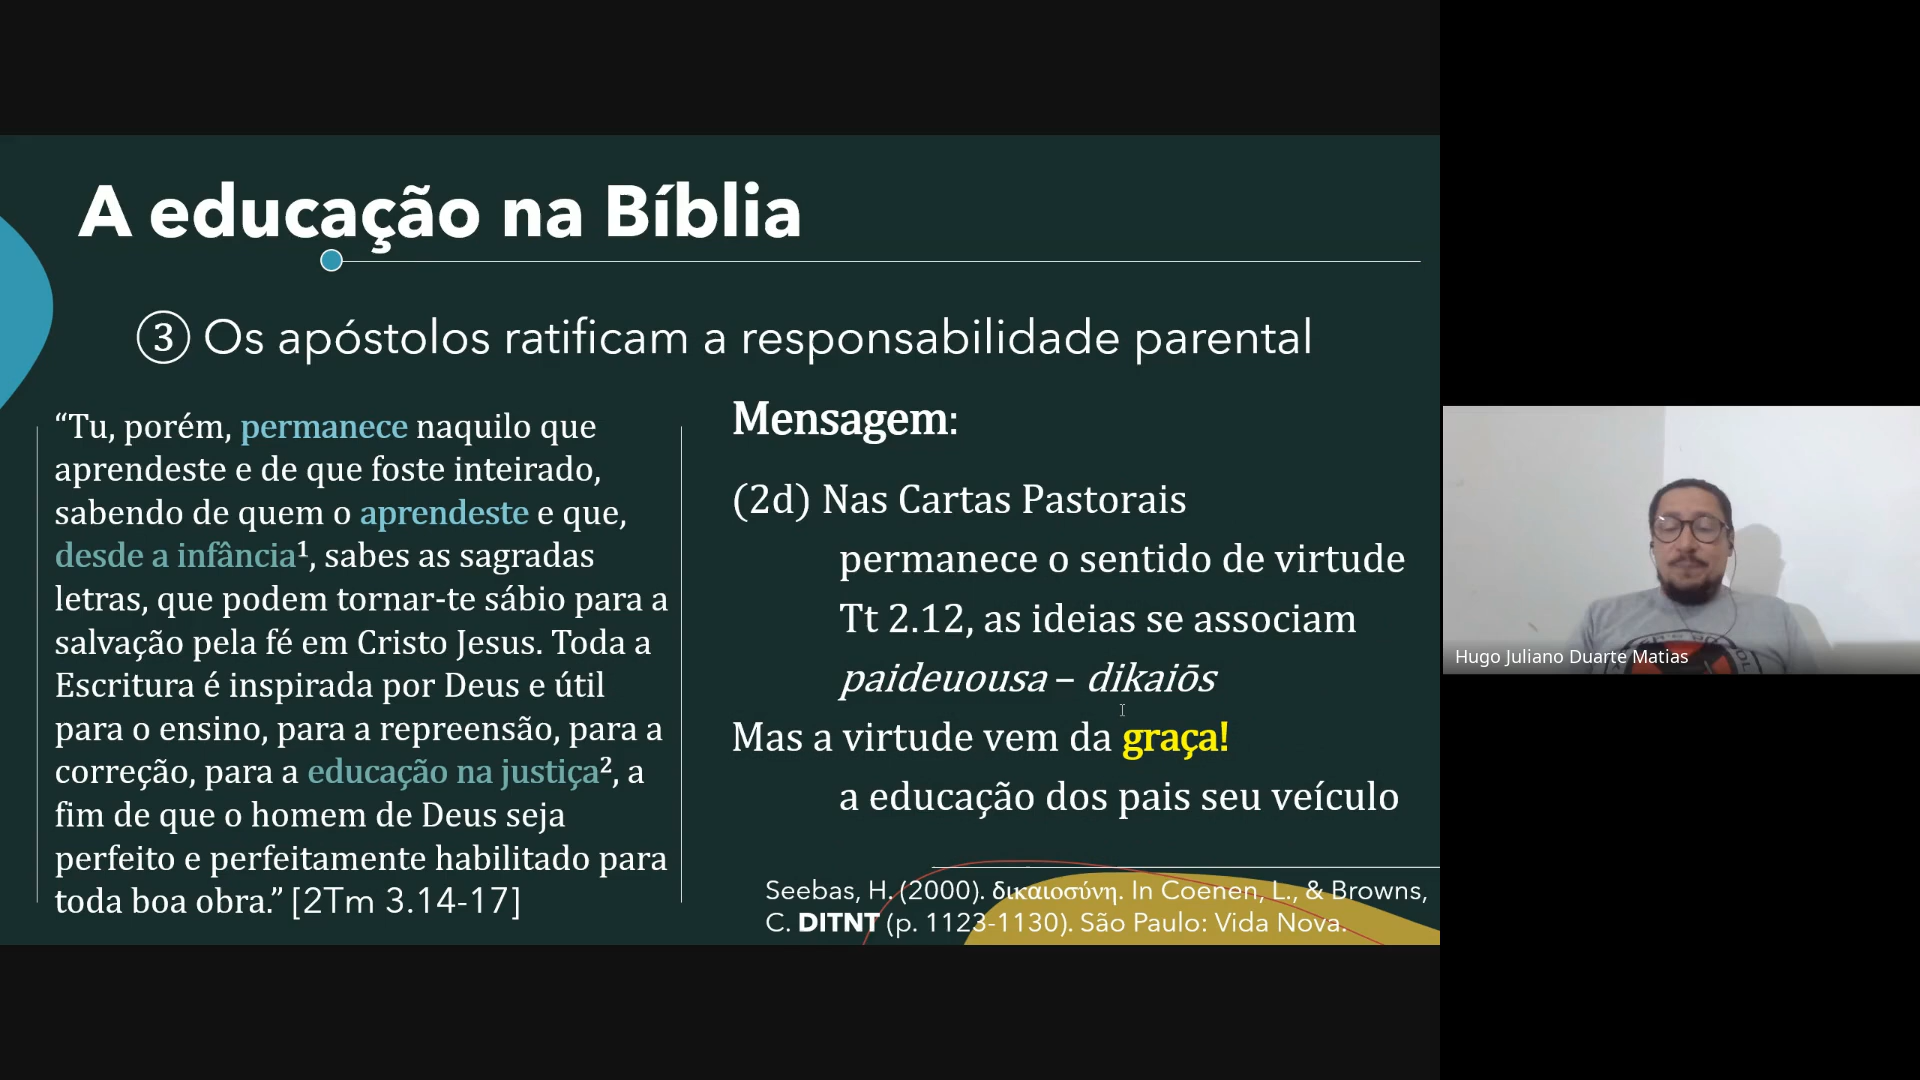 A educação na Bíblia
③ Os apóstolos ratificam a responsabilidade parental
“Tu, porém, permanece naquilo que
aprendeste e de que foste inteirado,
sabendo de quem o aprendeste e que,
desde a infância¹, sabes as sagradas
letras, que podem tornar-te sábio para a
salvação pela fé em Cristo Jesus. Toda a
Escritura é inspirada por Deus e útil
para o ensino, para a repreensão, para a
correção, para a educação na justiça², a
fim de que o homem de Deus seja
perfeito e perfeitamente habilitado para
toda boa obra.” [2Tm 3.14-17]
Mensagem:
(2d) Nas Cartas Pastorais
permanece o sentido de virtude
Tt 2.12, as ideias se associam
paideuousa – dikaiōs
Mas a virtude vem da graça!
a educação dos pais seu veículo
Seebas, H. (2000). δικαιοσύνη. In Coenen, L., & Browns,
C. DITNT (p. 1123-1130). São Paulo: Vida Nova.
Hugo Juliano Duarte Matias